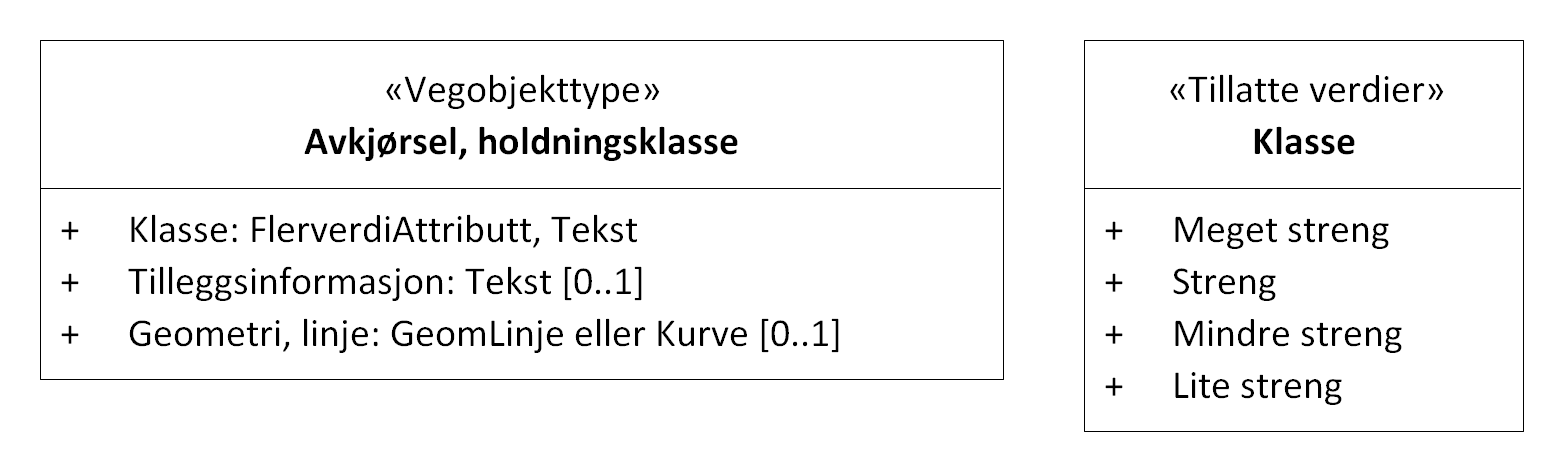 «Vegobjekttype»
Avkjørsel, holdningsklasse
+ Klasse: FlerverdiAttributt, Tekst
+ Tilleggsinformasjon: Tekst [0..1]
+ Geometri, linje: GeomLinje eller Kurve [0..1]
«Tillatte verdier»
Klasse
+ Meget streng
+ Streng
+ Mindre streng
+ Lite streng